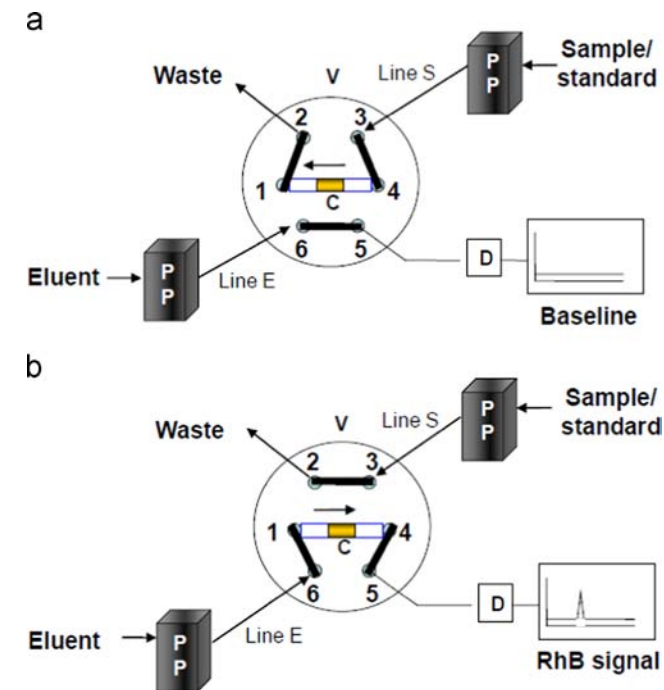 a
Waste
V
Line S
P
P
Sample/
standard
2
3
1
4
C
6
5
Eluent
P
P
Line E
D
Baseline
b
Waste
V
Line S
P
P
Sample/
standard
2
3
1
4
C
6
5
Eluent
P
P
Line E
D
RhB signal